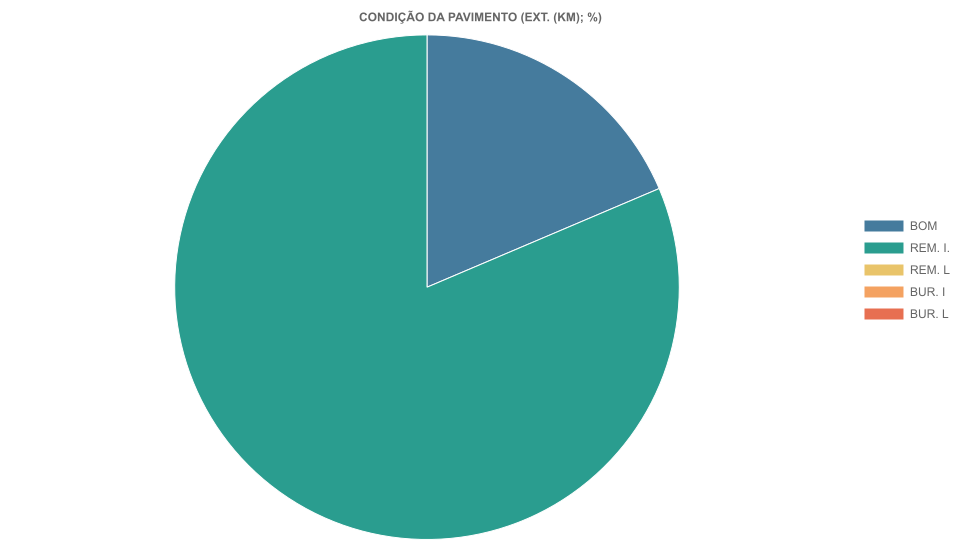 CONDIÇÃO DA PAVIMENTO (EXT. (KM); %)
BOM
REM. I.
REM. L
BUR. I
BUR. L